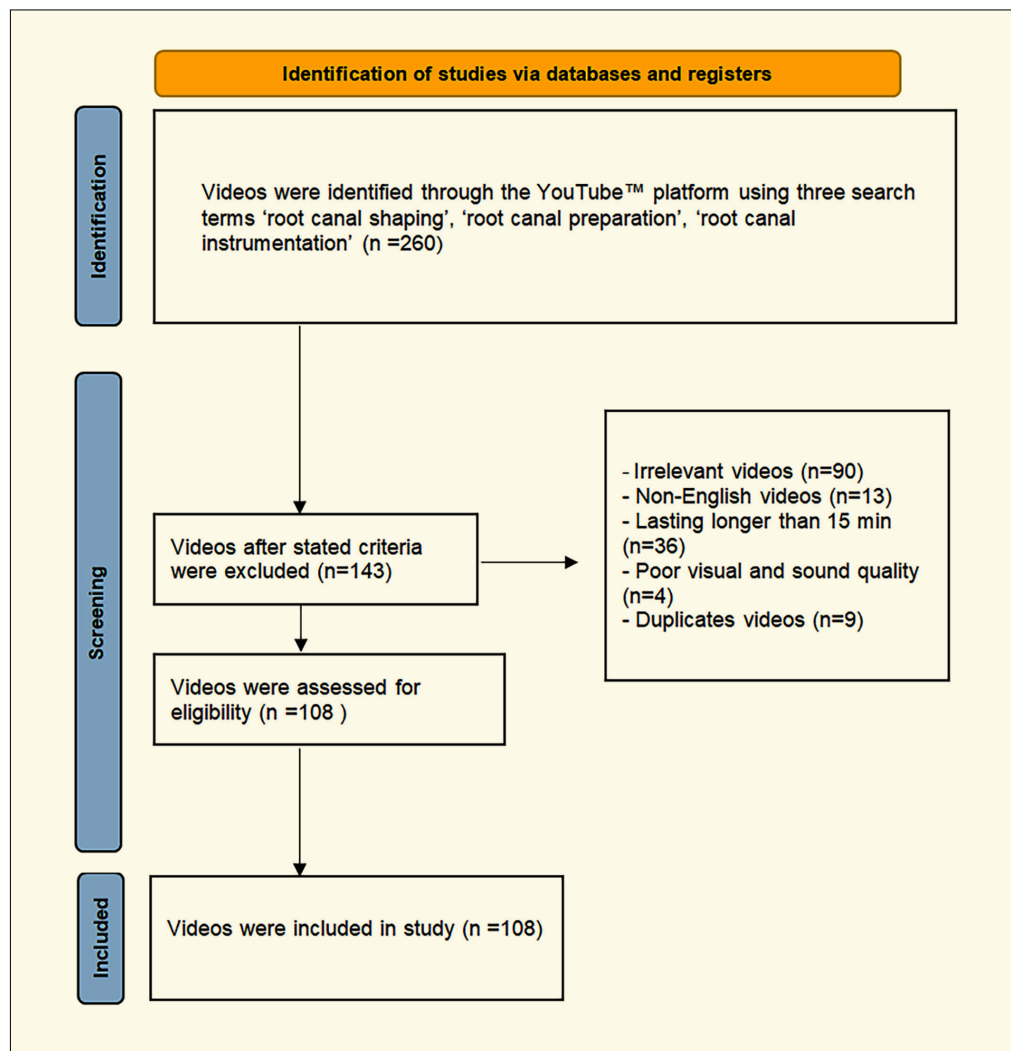 Identification of studies via databases and registers
Identification
Videos were identified through the YouTube™ platform using three search
terms ‘root canal shaping’, ‘root canal preparation’, ‘root canal
instrumentation’ (n =260)
Screening
Videos after stated criteria
were excluded (n=143)
- Irrelevant videos (n=90)
- Non-English videos (n=13)
- Lasting longer than 15 min
(n=36)
- Poor visual and sound quality
(n=4)
- Duplicates videos (n=9)
Videos were assessed for
eligibility (n =108 )
Included
Videos were included in study (n =108)